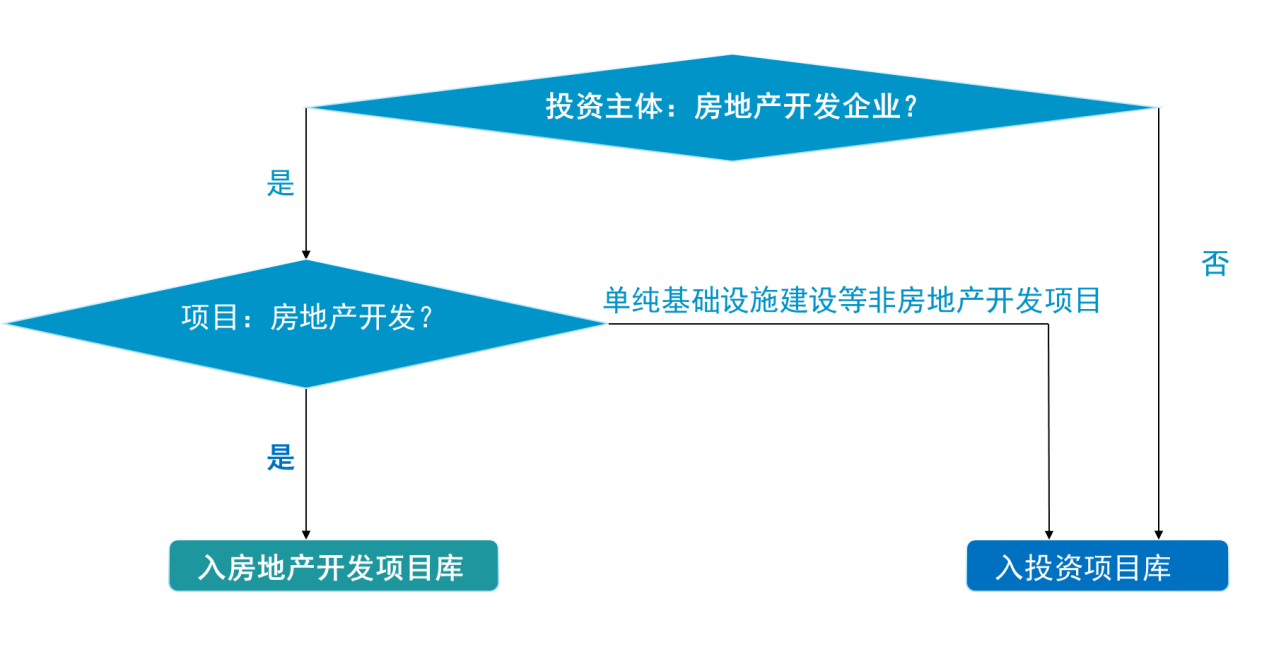 投资主体：房地产开发企业？
是
否
单纯基础设施建设等非房地产开发项目
项目：房地产开发？
是
入房地产开发项目库
入投资项目库